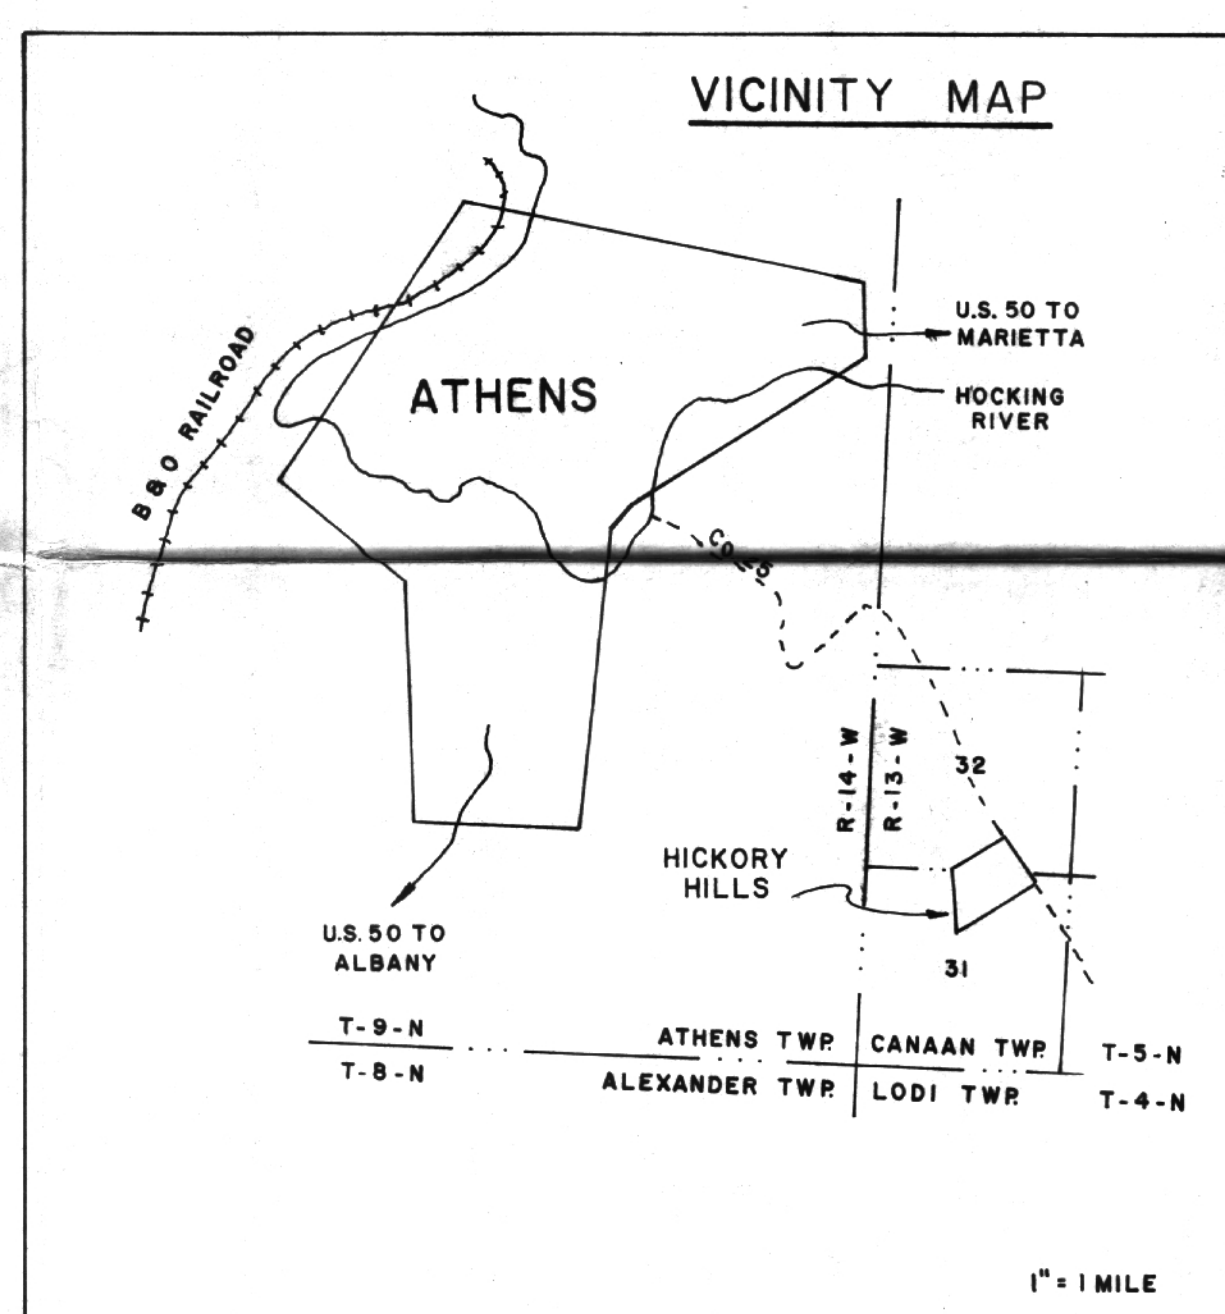 VICINITY MAP
U.S. 50 TO
MARIETTA
B & O RAILROAD
ATHENS
HOCKING
RIVER
CO. 5
R-14-W
R-13-W
32
HICKORY
HILLS
U.S. 50 TO
ALBANY
31
T-9-N
ATHENS TWP.
CANAAN TWP.
T-5-N
T-8-N
ALEXANDER TWP.
LODI TWP.
T-4-N
1" = 1 MILE